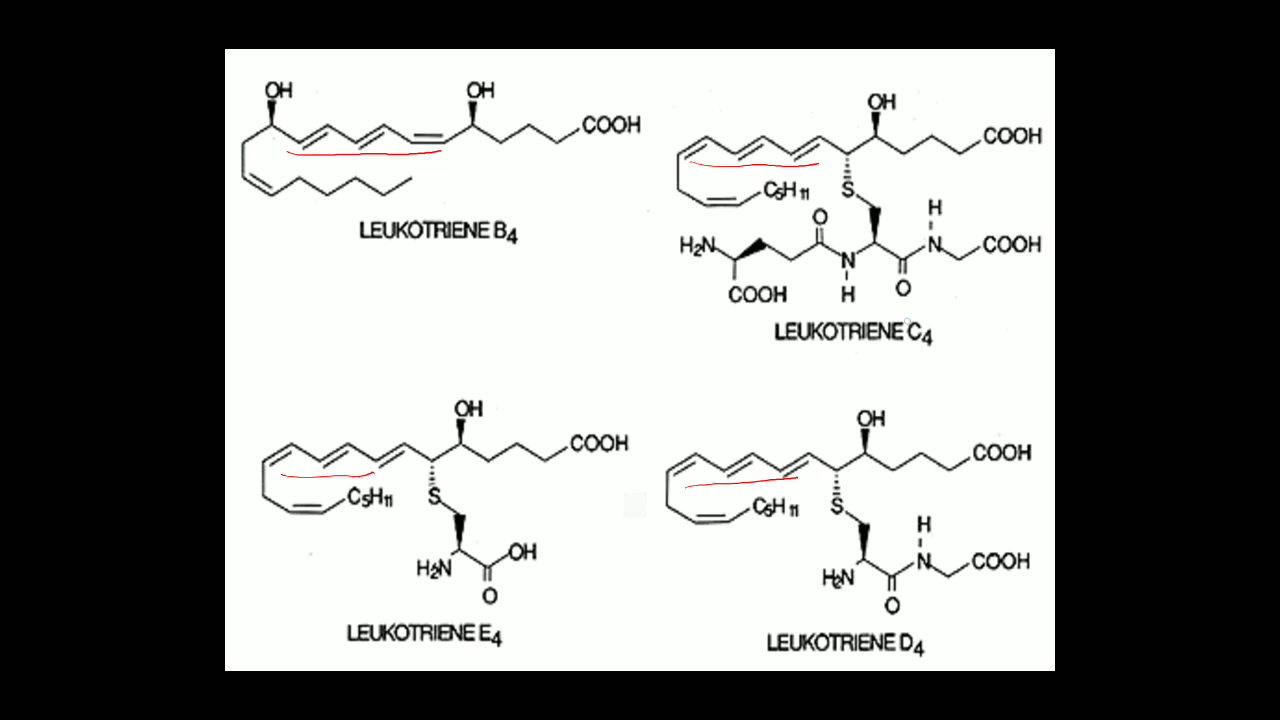 OH
OH
COOH
LEUKOTRIENE B4
OH
COOH
C5H11
S
O
H
H2N
N
N
COOH
COOH
H
O
LEUKOTRIENE C4
OH
COOH
C5H11
S
OH
H2N
O
LEUKOTRIENE E4
OH
COOH
C5H11
S
H
N
COOH
H2N
O
LEUKOTRIENE D4